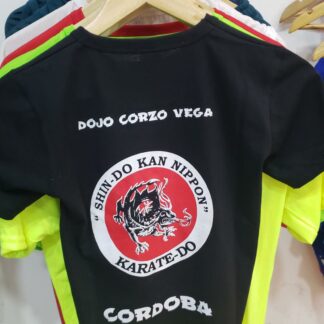 DOJO CORZO VEGA
" SHIN-DO KAN NIPPON"
KARATE-DO
CORDOBA